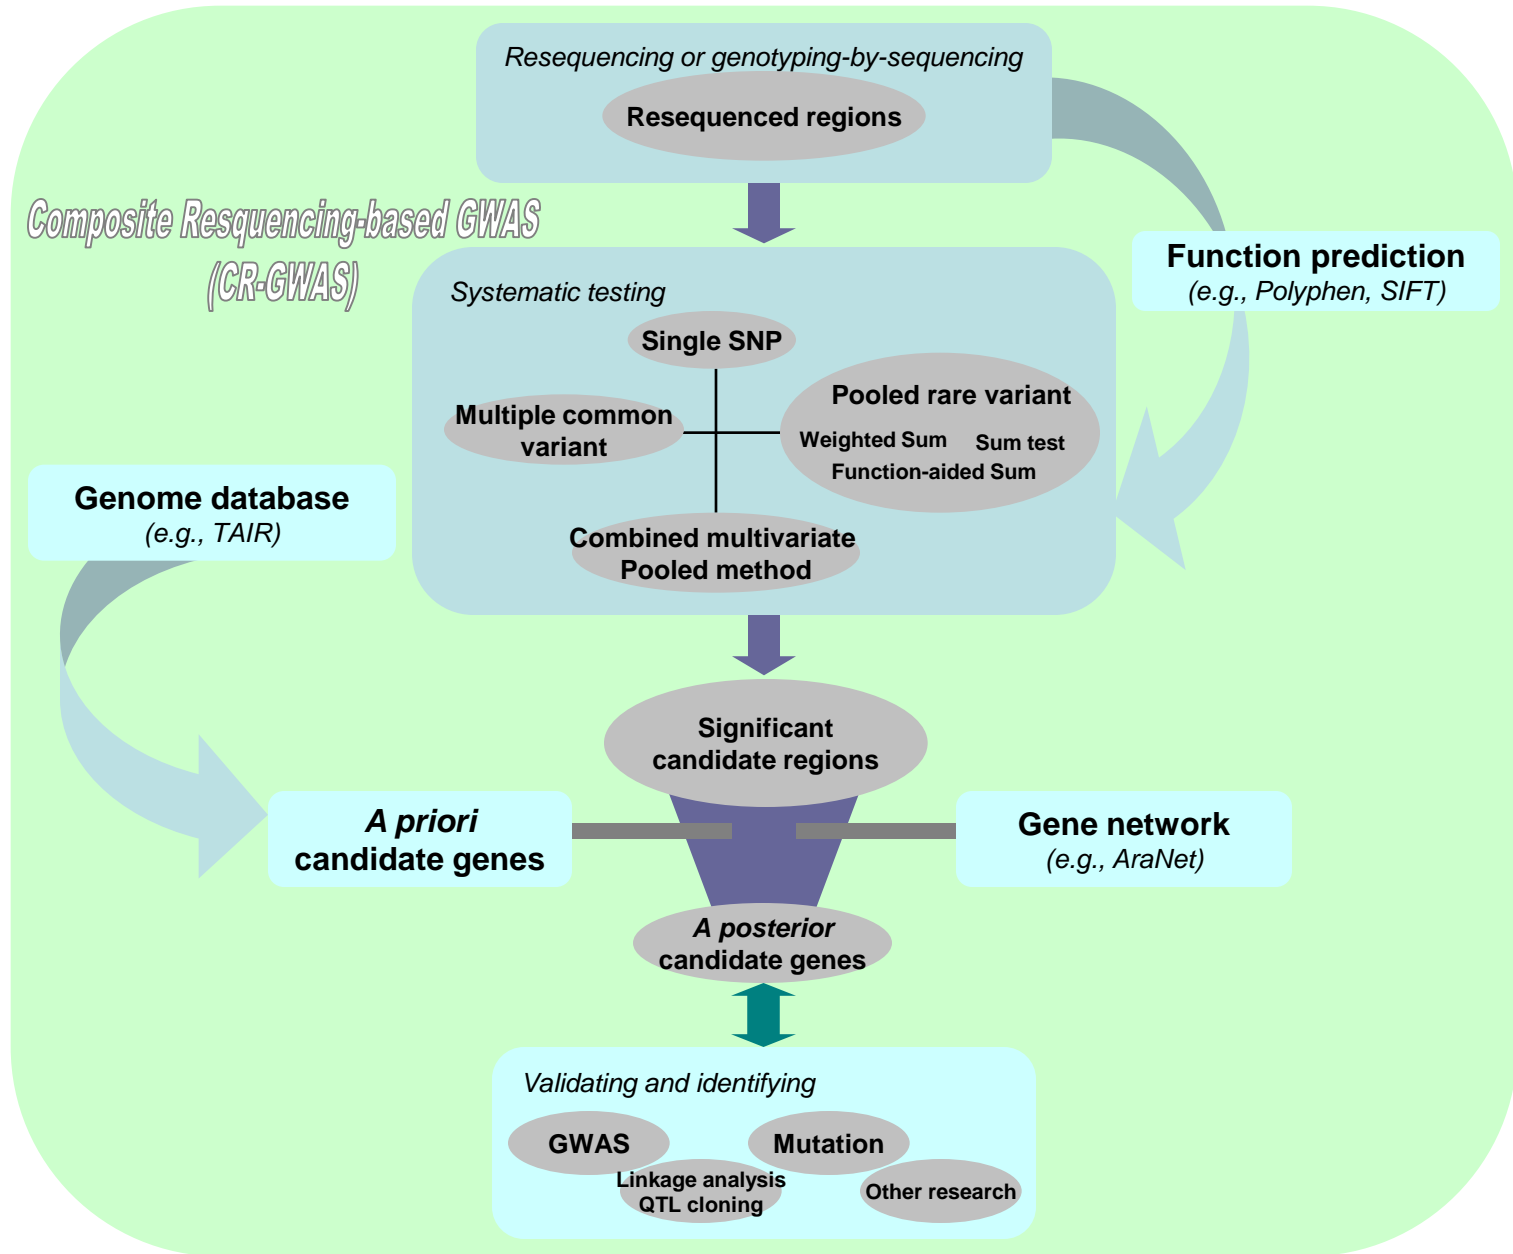 Resequencing or genotyping-by-sequencing
Resequenced regions
Composite Resquencing-based GWAS
(CR-GWAS)
Function prediction
(e.g., Polyphen, SIFT)
Systematic testing
Single SNP
Multiple common
variant
Pooled rare variant
Weighted Sum
Sum test
Function-aided Sum
Combined multivariate
Pooled method
Genome database
(e.g., TAIR)
Significant
candidate regions
A priori
candidate genes
Gene network
(e.g., AraNet)
A posterior
candidate genes
Validating and identifying
GWAS
Mutation
Linkage analysis
QTL cloning
Other research